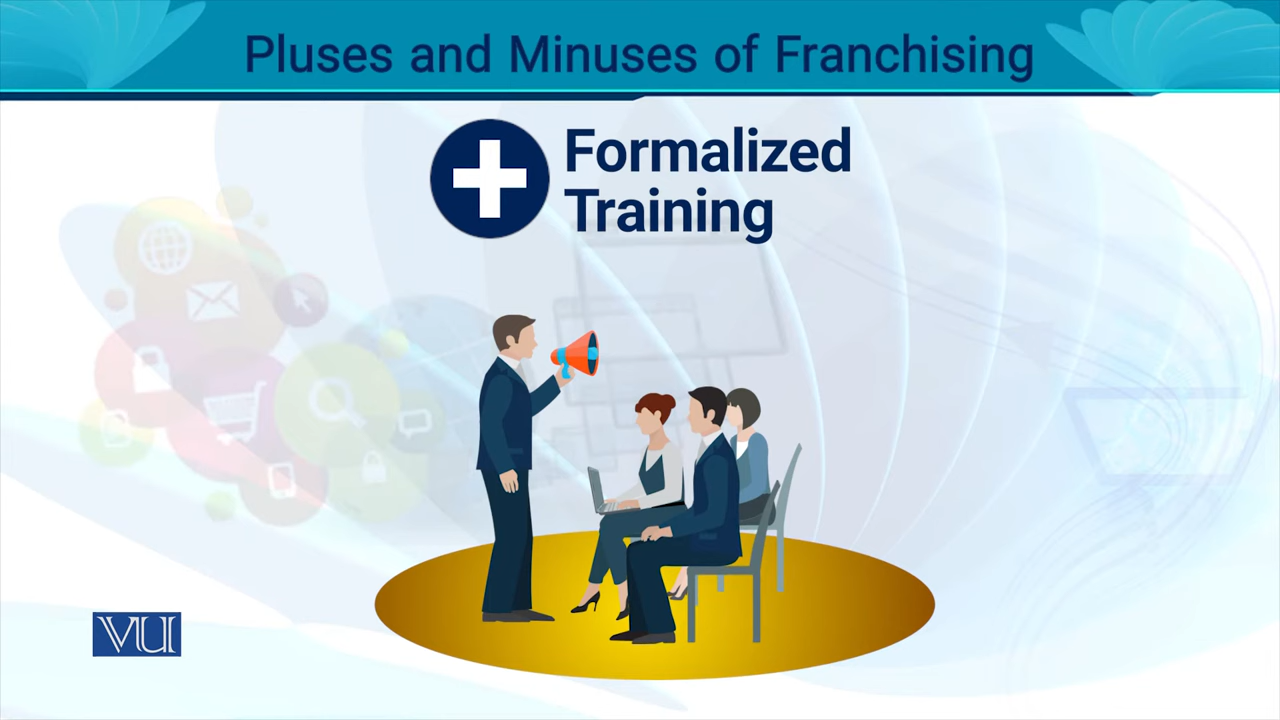 Pluses and Minuses of Franchising
Formalized
Training
VU